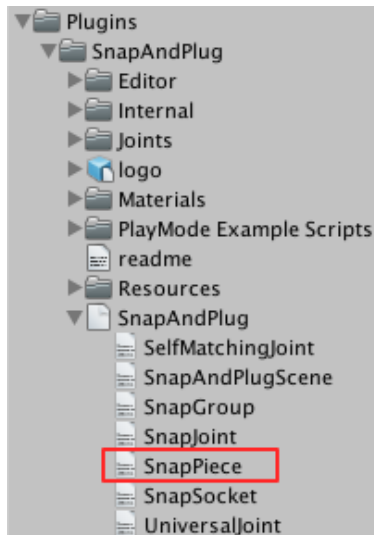 Plugins
SnapAndPlug
Editor
Internal
Joints
logo
Materials
PlayMode Example Scripts
readme
Resources
SnapAndPlug
SelfMatchingJoint
SnapAndPlugScene
SnapGroup
SnapJoint
SnapPiece
SnapSocket
UniversalJoint